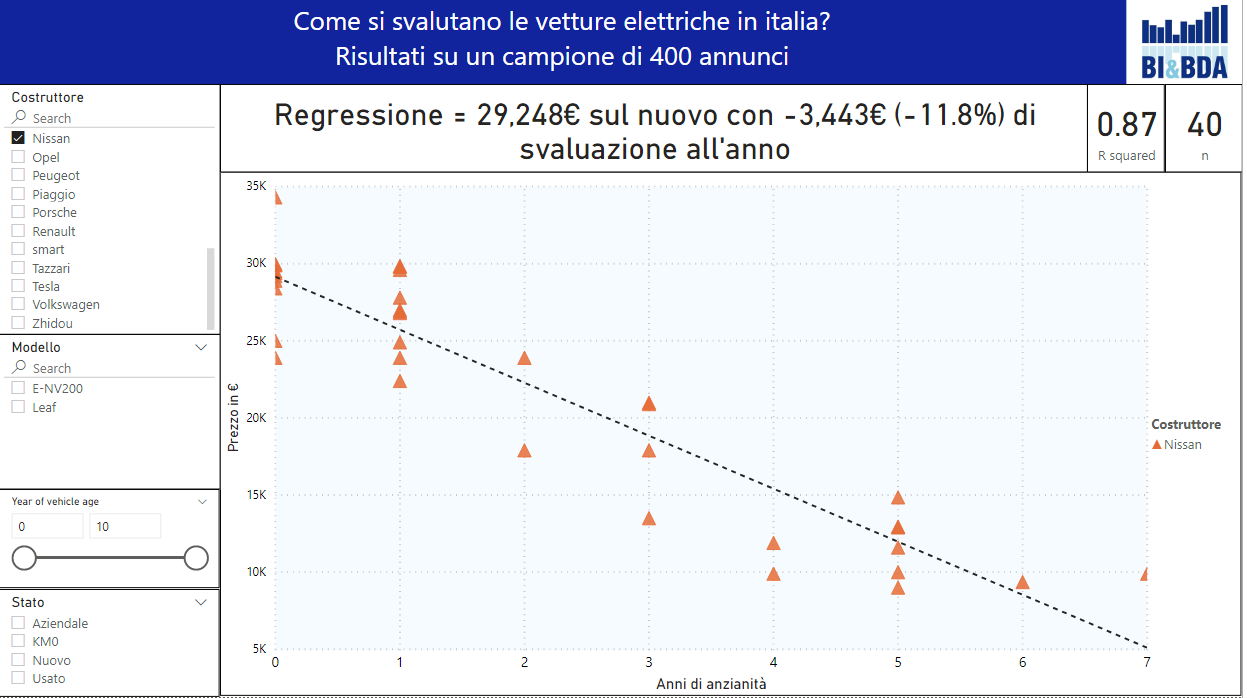 Come si svalutano le vetture elettriche in italia?
Risultati su un campione di 400 annunci
BI&BDA
Costruttore
Search
Nissan
Opel
Peugeot
Piaggio
Porsche
Renault
smart
Tazzari
Tesla
Volkswagen
Zhidou
Modello
Search
E-NV200
Leaf
Year of vehicle age
0
10
Stato
Aziendale
KM0
Nuovo
Usato
Regressione = 29,248€ sul nuovo con -3,443€ (-11.8%) di
svaluazione all'anno
0.87
R squared
40
n
35K
30K
25K
20K
15K
10K
5K
Prezzo in €
0 1 2 3 4 5 6 7
Anni di anzianità
Costruttore
Nissan